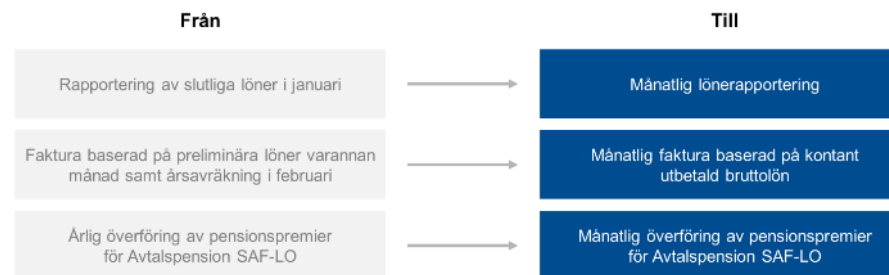 Från
Till
Rapportering av slutliga löner i januari
Månatlig lönerapportering
Faktura baserad på preliminära löner varannan
månad samt årsavräkning i februari
Månatlig faktura baserad på kontant
utbetald bruttolön
Årlig överföring av pensionspremier
för Avtalspension SAF-LO
Månatlig överföring av pensionspremier
för Avtalspension SAF-LO